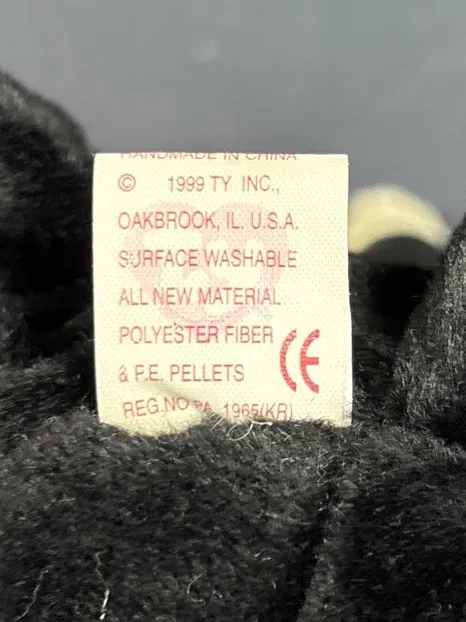 HANDMADE IN CHINA
© 1999 TY INC.,
OAKBROOK, IL. U.S.A.
SURFACE WASHABLE
ALL NEW MATERIAL
POLYESTER FIBER
& P.E. PELLETS CE
REG.NO PA. 1965(KR)